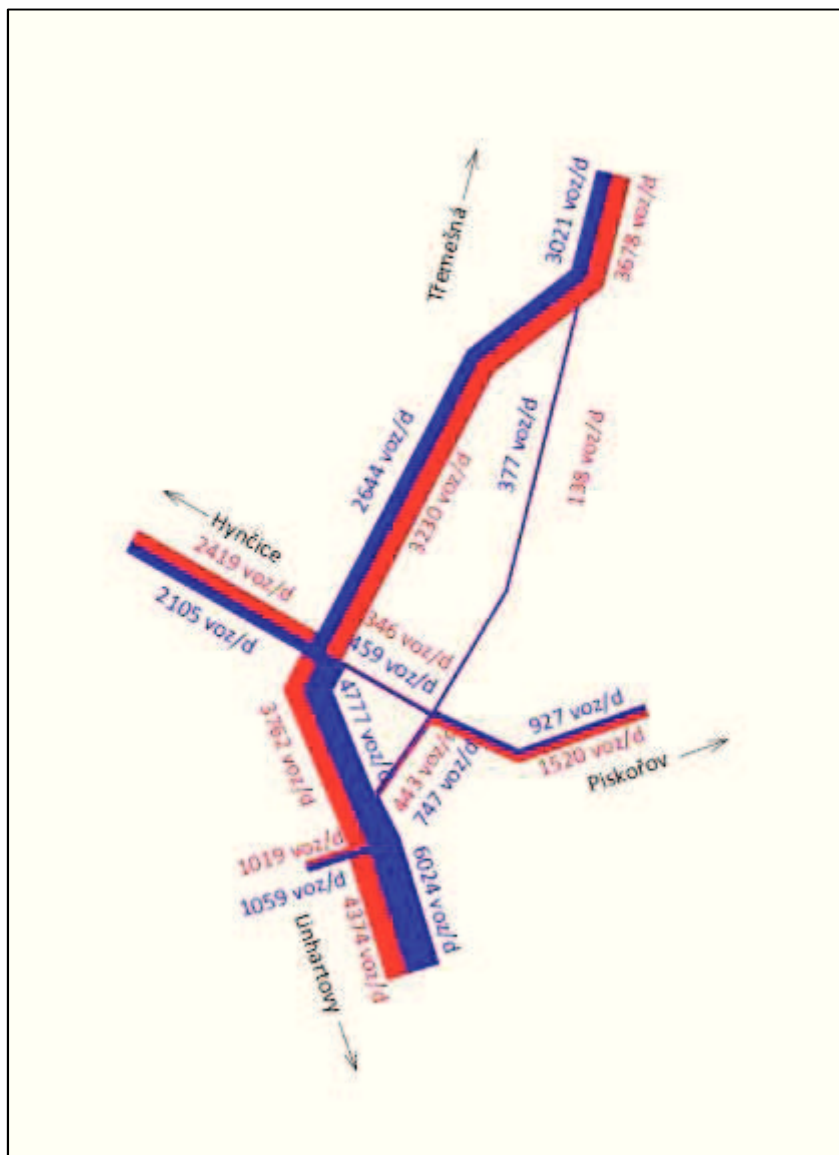 Třemešná
3021 voz/d
3678 voz/d
2644 voz/d
3230 voz/d
377 voz/d
138 voz/d
Hynčice
2419 voz/d
2105 voz/d
346 voz/d
459 voz/d
4777 voz/d
3762 voz/d
443 voz/d
747 voz/d
927 voz/d
1520 voz/d
Piskořov
1019 voz/d
1059 voz/d
6024 voz/d
4374 voz/d
Linhartovy